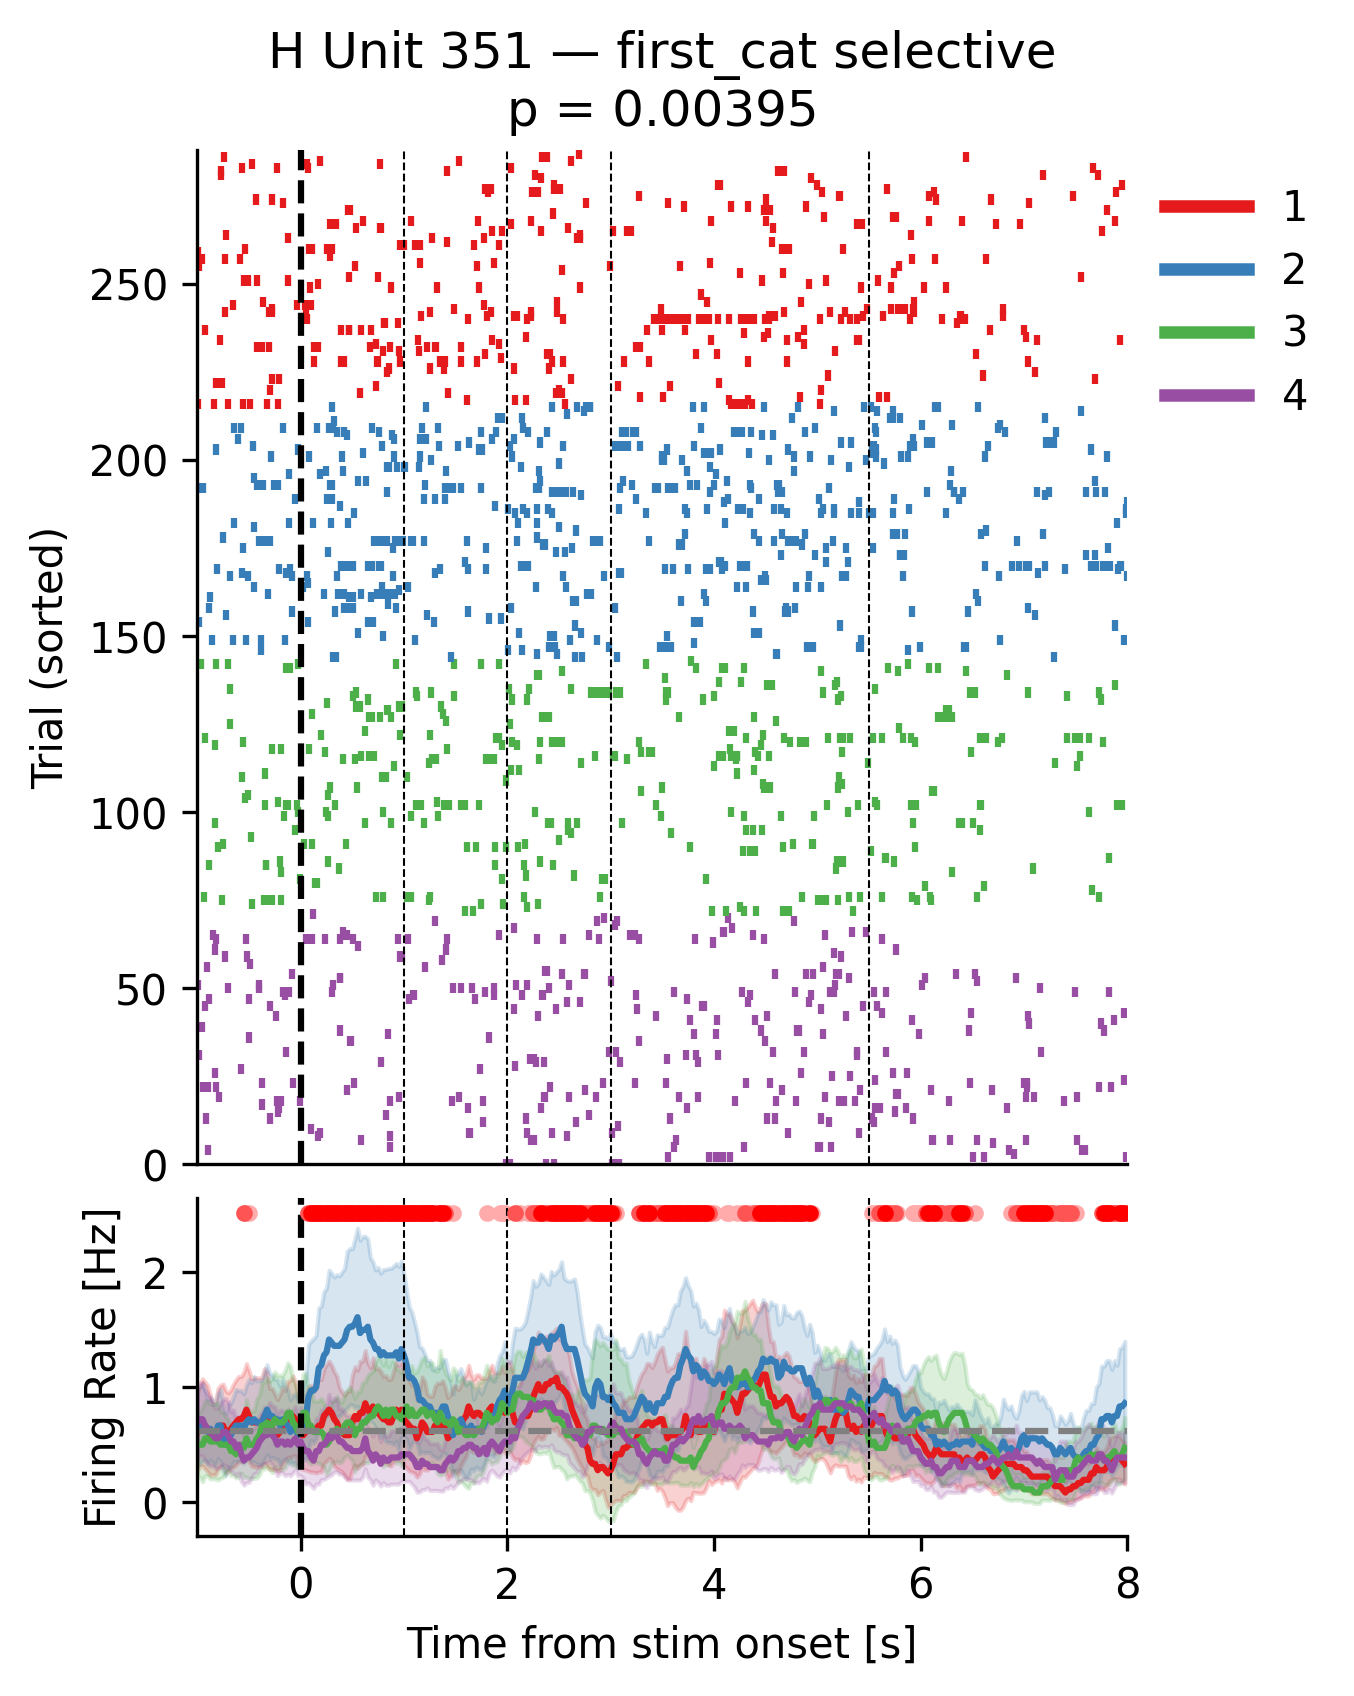 H Unit 351 — first_cat selective
p = 0.00395
1
2
3
4
Trial (sorted)
250
200
150
100
50
0
Firing Rate [Hz]
2
1
0
0 2 4 6 8
Time from stim onset [s]